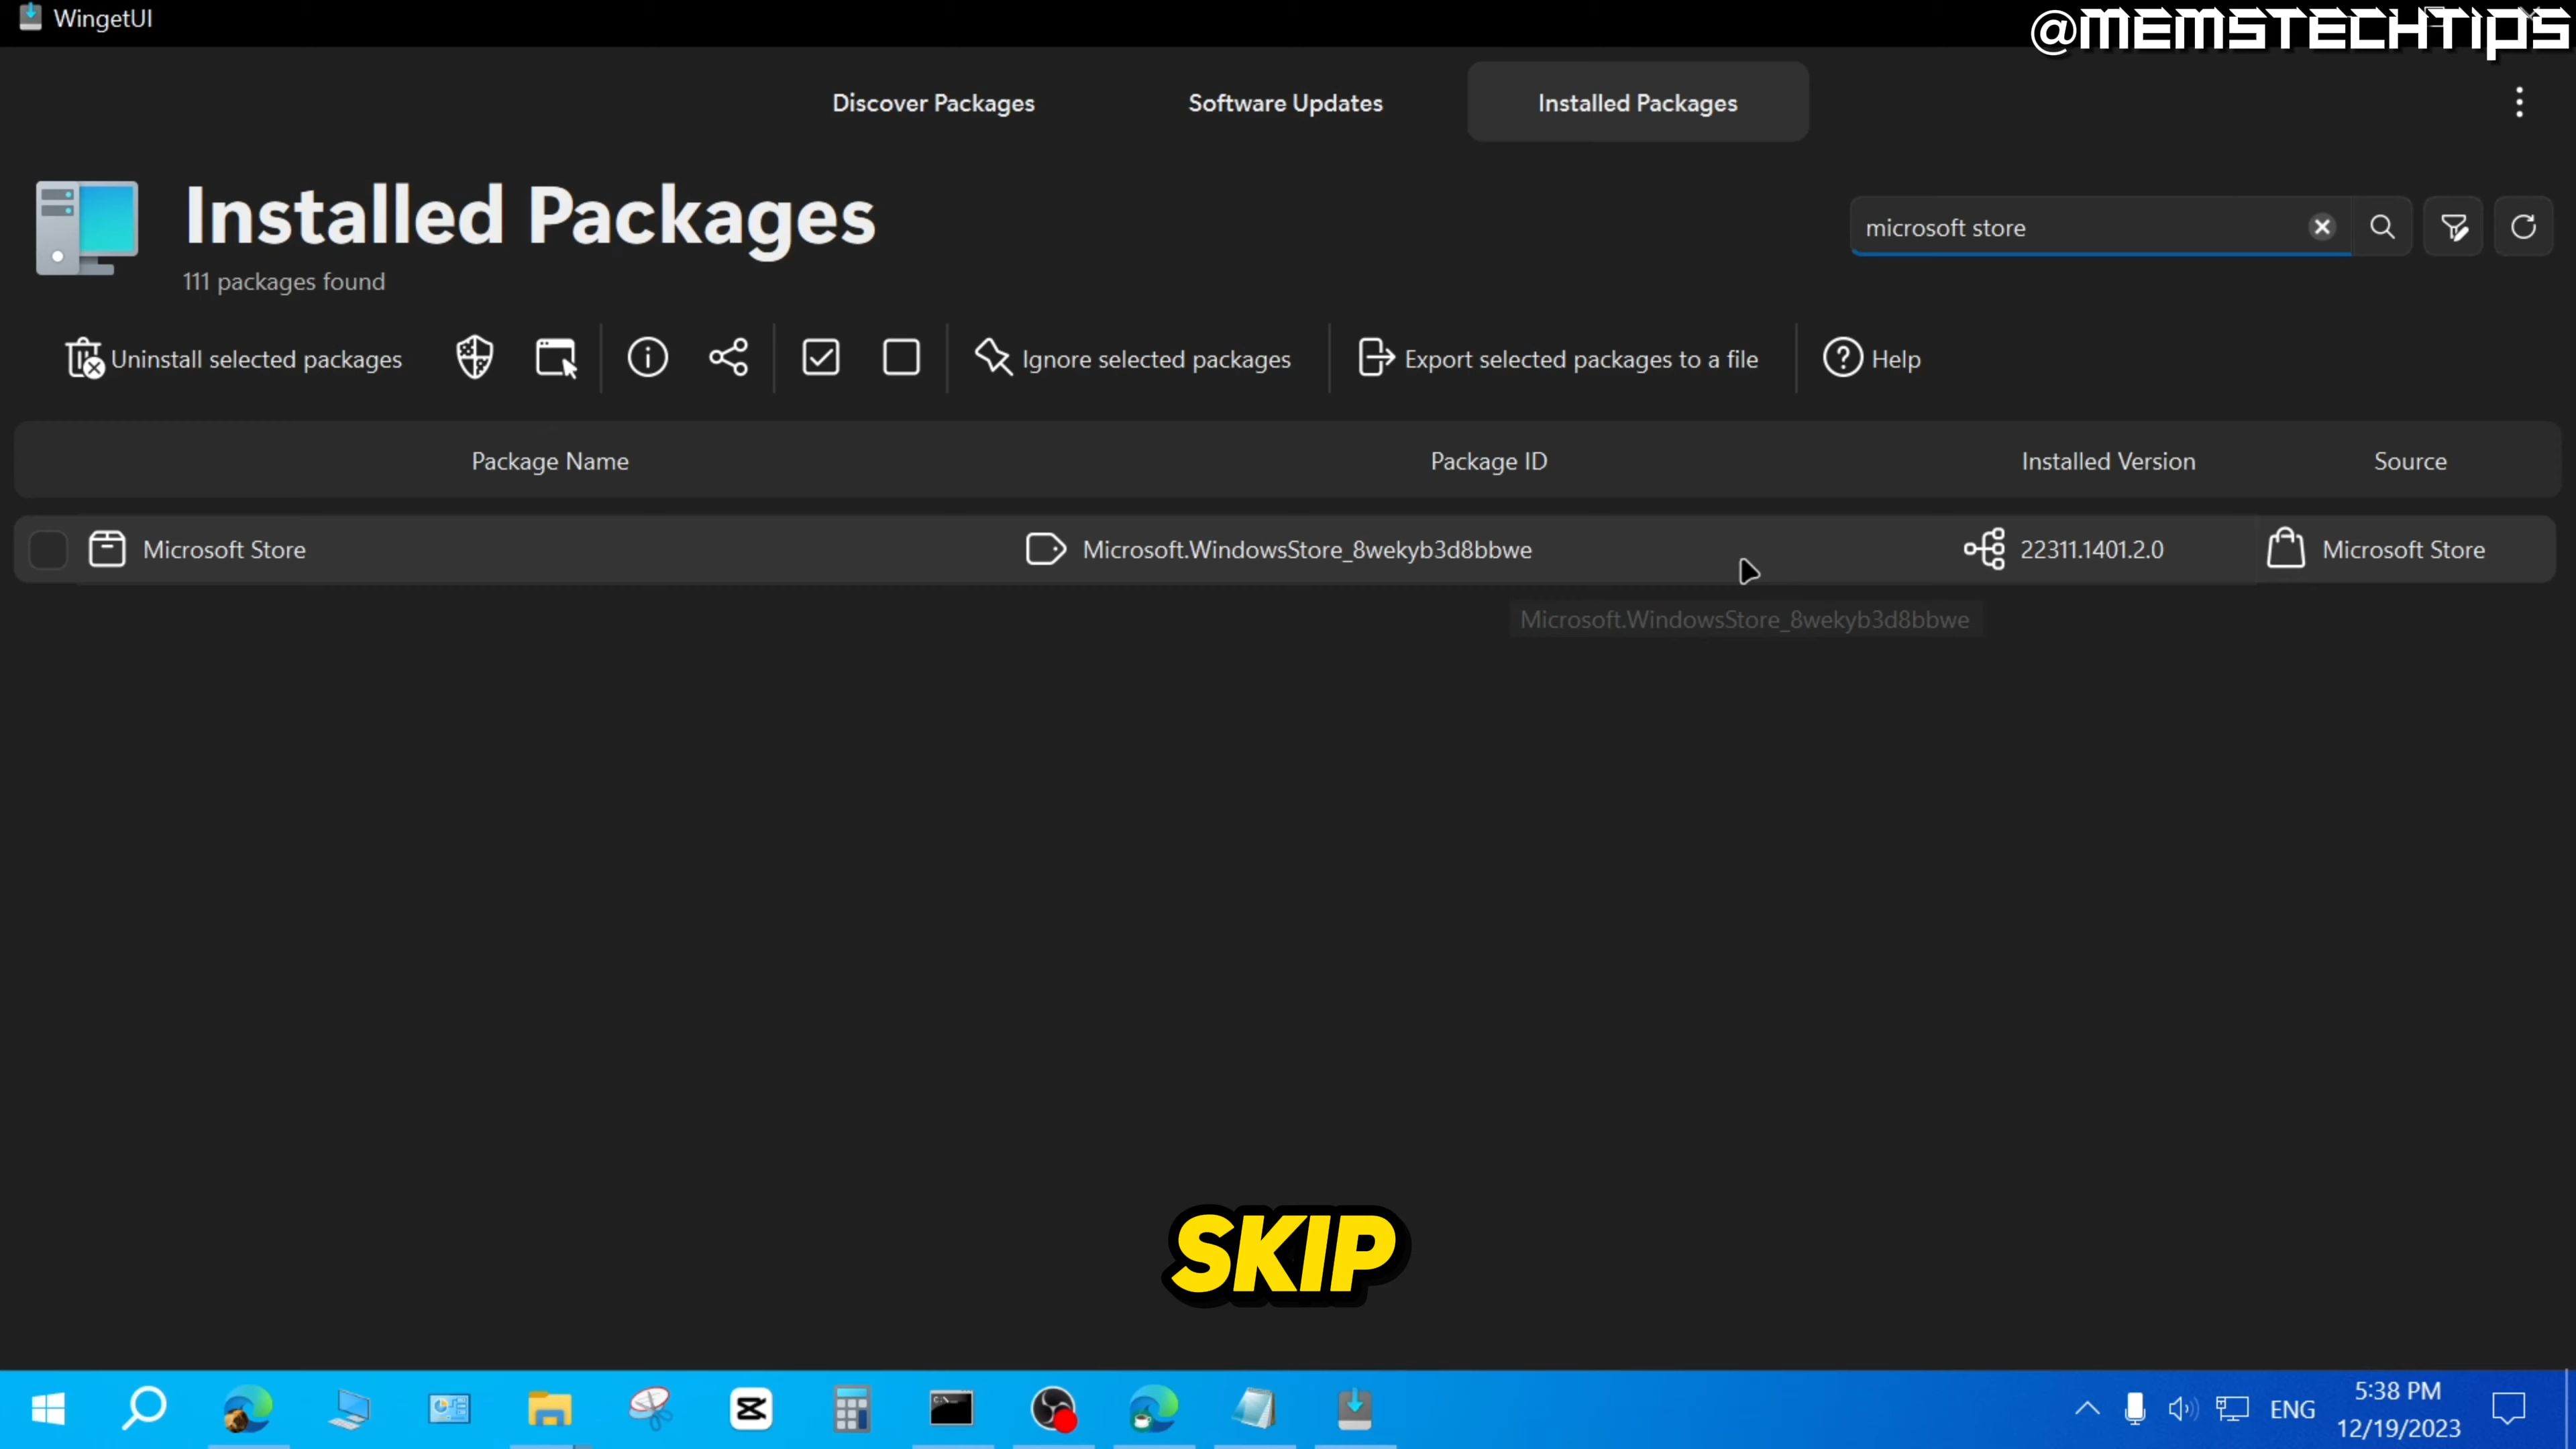 WingetUI
@MEMSTECHTIPS
Discover Packages
Software Updates
Installed Packages
Installed Packages
111 packages found
microsoft store
Uninstall selected packages
Ignore selected packages
Export selected packages to a file
Help
Package Name
Package ID
Installed Version
Source
Microsoft Store
Microsoft.WindowsStore_8wekyb3d8bbwe
22311.1401.2.0
Microsoft Store
Microsoft.WindowsStore_8wekyb3d8bbwe
SKIP
ENG
5:38 PM
12/19/2023